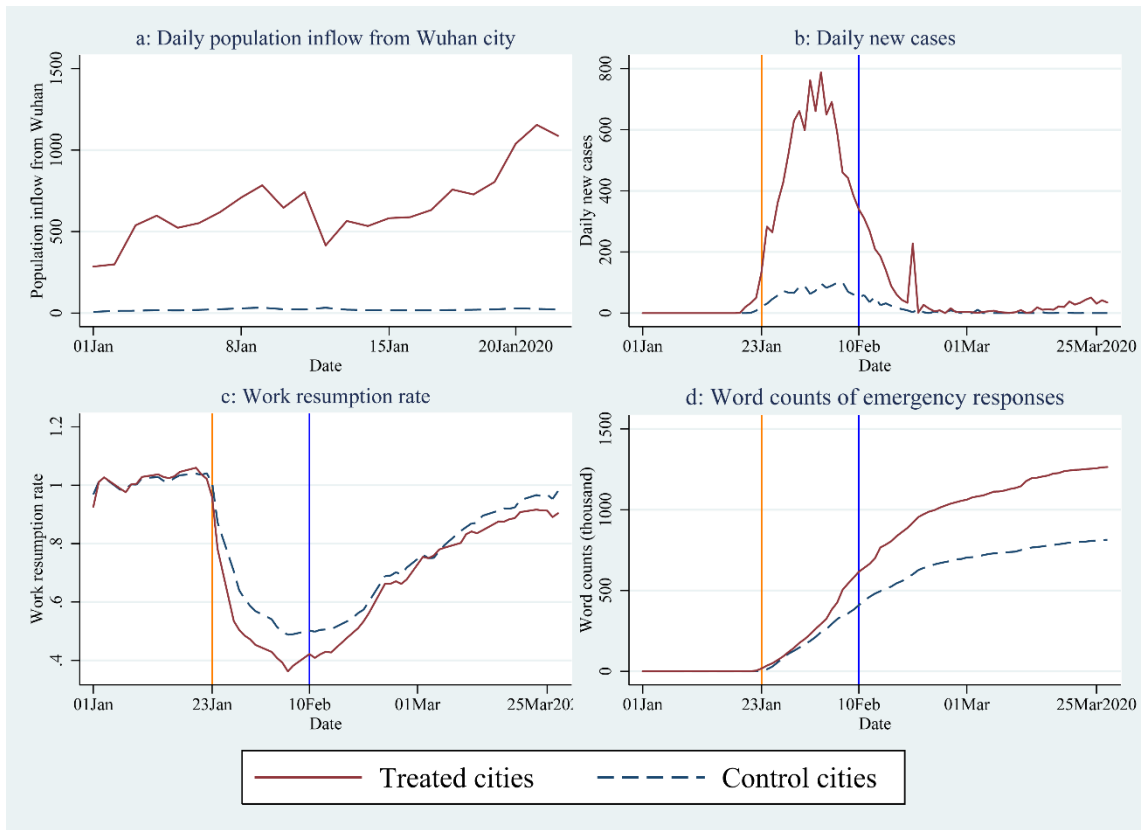 a: Daily population inflow from Wuhan city
Population inflow from Wuhan
1500
1000
500
0
01Jan 8Jan 15Jan 20Jan2020
Date
b: Daily new cases
Daily new cases
800
600
400
200
0
01Jan 23Jan 10Feb 01Mar 25Mar2020
Date
c: Work resumption rate
Work resumption rate
1.2
1
.8
.6
.4
01Jan 23Jan 10Feb 01Mar 25Mar202
Date
d: Word counts of emergency responses
Word counts (thousand)
1500
1000
500
0
01Jan 23Jan 10Feb 01Mar 25Mar2020
Date
Treated cities Control cities